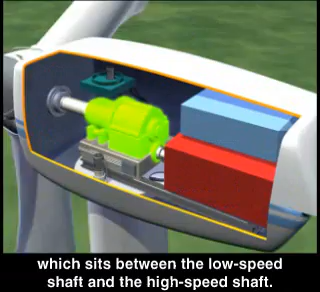 which sits between the low-speed
shaft and the high-speed shaft.